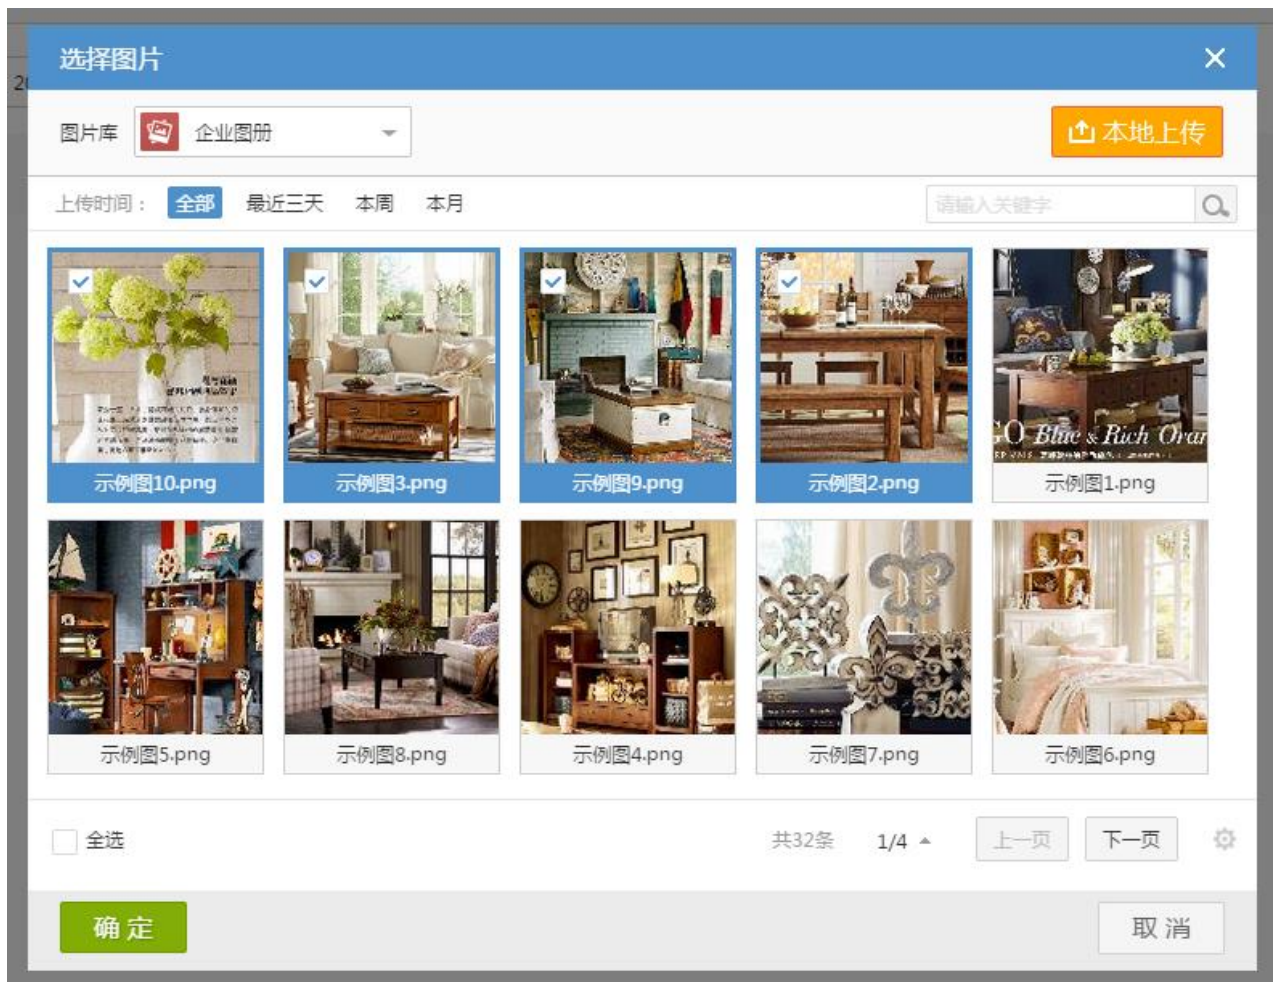 选择图片
20
图片库
企业图册
本地上传
上传时间：
全部
最近三天
本周
本月
请输入关键字
示例图10.png
示例图3.png
示例图9.png
示例图2.png
Blue & Rich Oran
示例图1.png
示例图5.png
示例图8.png
示例图4.png
示例图7.png
示例图6.png
全选
共32条
1/4
上一页
下一页
确定
取消